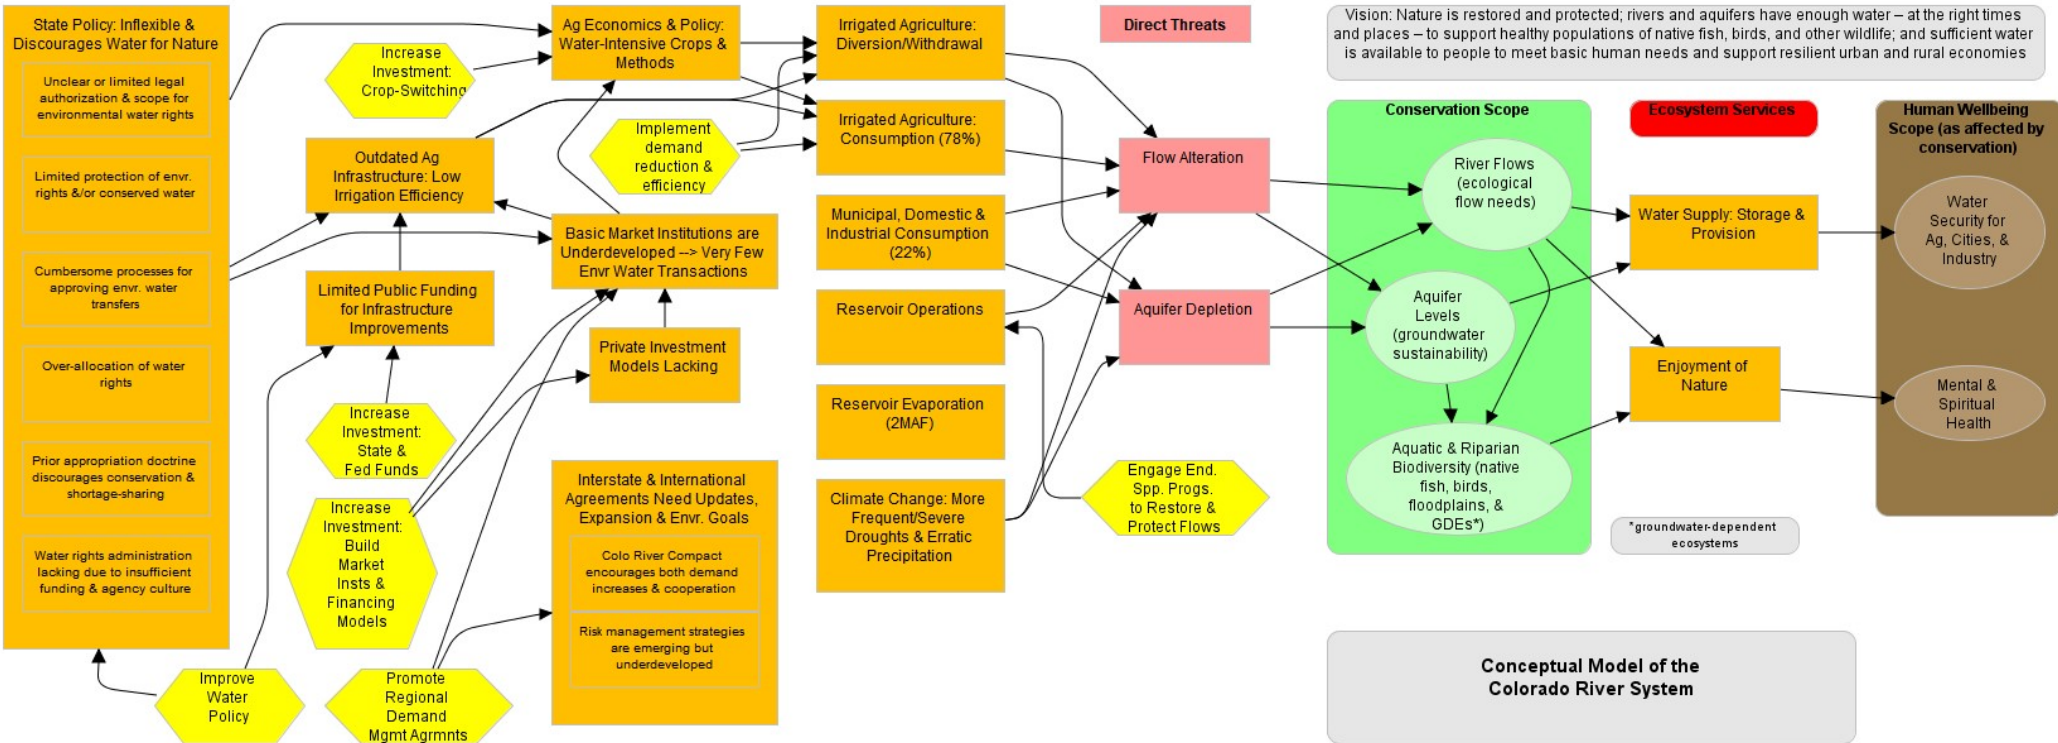 State Policy: Inflexible &
Discourages Water for Nature
Unclear or limited legal
authorization & scope for
environmental water rights
Limited protection of envr.
rights &/or conserved water
Cumbersome processes for
approving envr. water
transfers
Over-allocation of water
rights
Prior appropriation doctrine
discourages conservation &
shortage-sharing
Water rights administration
lacking due to insufficient
funding & agency culture
Improve
Water
Policy
Increase
Investment:
Crop-Switching
Outdated Ag
Infrastructure: Low
Irrigation Efficiency
Limited Public Funding
for Infrastructure
Improvements
Increase
Investment:
State &
Fed Funds
Increase
Investment:
Build
Market
Insts &
Financing
Models
Promote
Regional
Demand
Mgmt Agrmnts
Ag Economics & Policy:
Water-Intensive Crops &
Methods
Implement
demand
reduction &
efficiency
Basic Market Institutions are
Underdeveloped --> Very Few
Envr Water Transactions
Private Investment
Models Lacking
Interstate & International
Agreements Need Updates,
Expansion & Envr. Goals
Colo River Compact
encourages both demand
increases & cooperation
Risk management strategies
are emerging but
underdeveloped
Irrigated Agriculture:
Diversion/Withdrawal
Irrigated Agriculture:
Consumption (78%)
Municipal, Domestic &
Industrial Consumption
(22%)
Reservoir Operations
Reservoir Evaporation
(2MAF)
Climate Change: More
Frequent/Severe
Droughts & Erratic
Precipitation
Direct Threats
Flow Alteration
Aquifer Depletion
Engage End.
Spp. Progs.
to Restore &
Protect Flows
Vision: Nature is restored and protected; rivers and aquifers have enough water – at the right times
and places – to support healthy populations of native fish, birds, and other wildlife; and sufficient water
is available to people to meet basic human needs and support resilient urban and rural economies
Conservation Scope
River Flows
(ecological
flow needs)
Aquifer
Levels
(groundwater
sustainability)
Aquatic & Riparian
Biodiversity (native
fish, birds,
floodplains, &
GDEs*)
Ecosystem Services
Water Supply: Storage &
Provision
Enjoyment of
Nature
*groundwater-dependent
ecosystems
Human Wellbeing
Scope (as affected by
conservation)
Water
Security for
Ag, Cities, &
Industry
Mental &
Spiritual
Health
Conceptual Model of the
Colorado River System